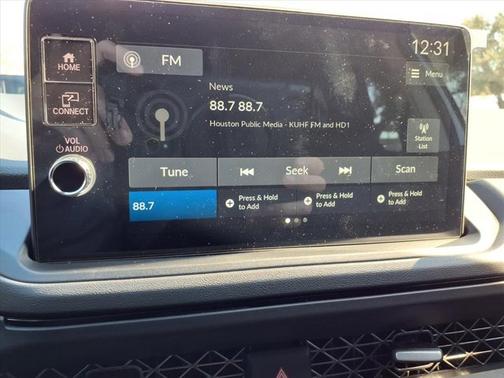 HOME
FM
12:31
Menu
CONNECT
News
88.7 88.7
Houston Public Media - KUHF FM and HD1
Station
List
VOL
AUDIO
Tune
Seek
Scan
88.7
Press & Hold
to Add
Press & Hold
to Add
Press & Hold
to Add